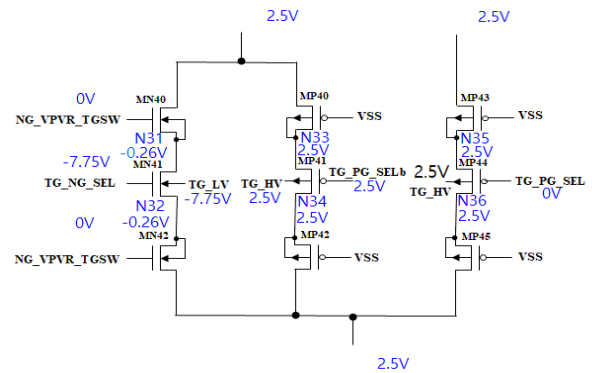 2.5V
2.5V
0V
MN40
MP40
MP43
NG_VPVR_TGSW
VSS
VSS
N31
-0.26V
N33
2.5V
N35
2.5V
-7.75V
MN41
MP41
MP44
TG_NG_SEL
TG_LV
-7.75V
TG_HV
2.5V
TG_PG_SELb
2.5V
2.5V
TG_HV
TG_PG_SEL
0V
N32
-0.26V
N34
2.5V
N36
2.5V
0V
MN42
MP42
MP45
NG_VPVR_TGSW
VSS
VSS
2.5V